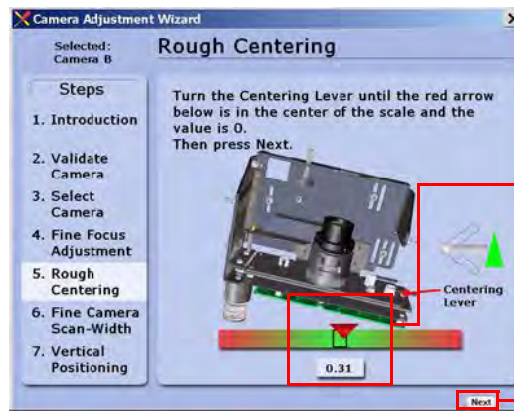 Camera Adjustment Wizard
Selected:
Camera B
Rough Centering
Steps
1. Introduction
2. Validate
Camera
3. Select
Camera
4. Fine Focus
Adjustment
5. Rough
Centering
6. Fine Camera
Scan-Width
7. Vertical
Positioning
Turn the Centering Lever until the red arrow
below is in the center of the scale and the
value is 0.
Then press Next.
Centering
Lever
0.31
Next